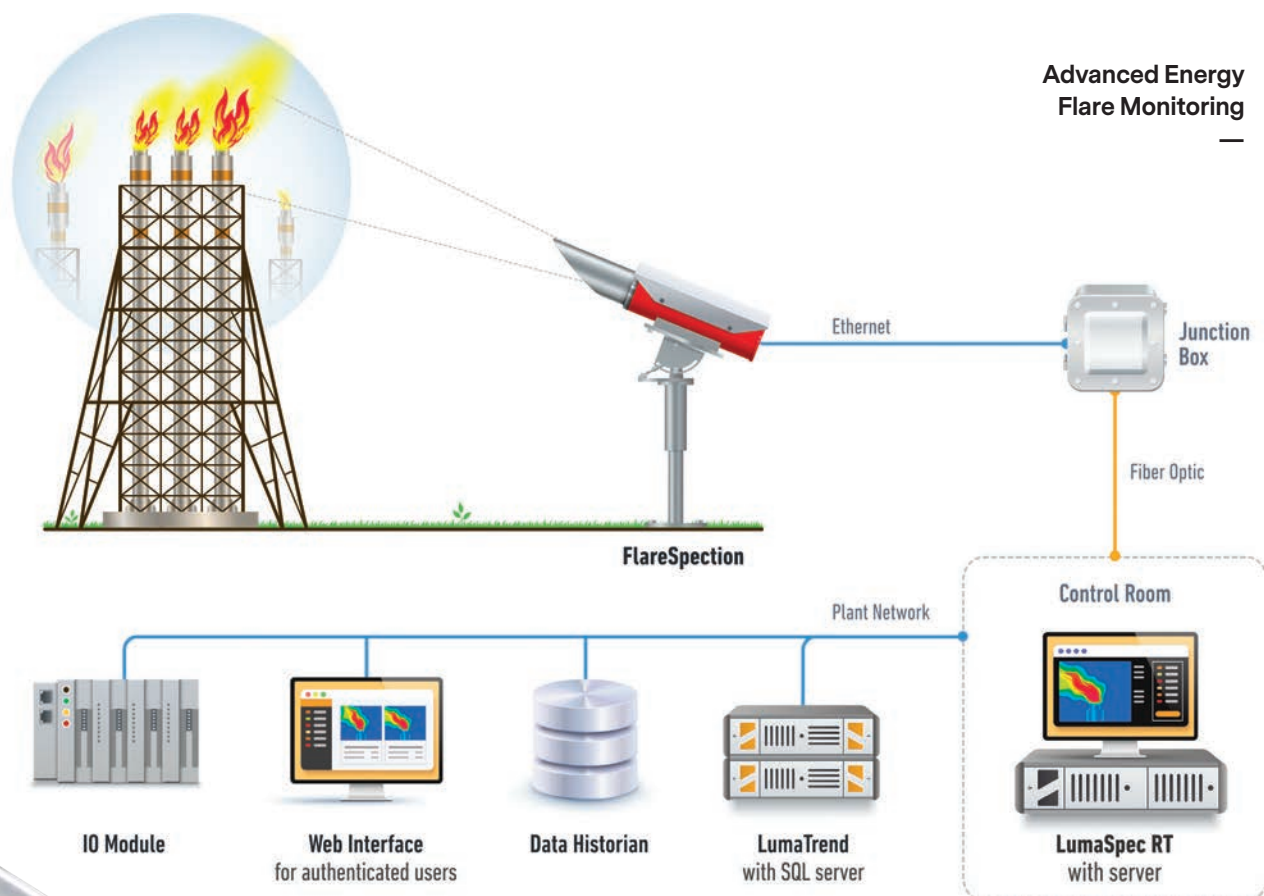 Advanced Energy
Flare Monitoring
Ethernet
Junction
Box
Fiber Optic
FlareSpection
Control Room
Plant Network
IO Module
Web Interface
for authenticated users
Data Historian
LumaTrend
with SQL server
LumaSpec RT
with server